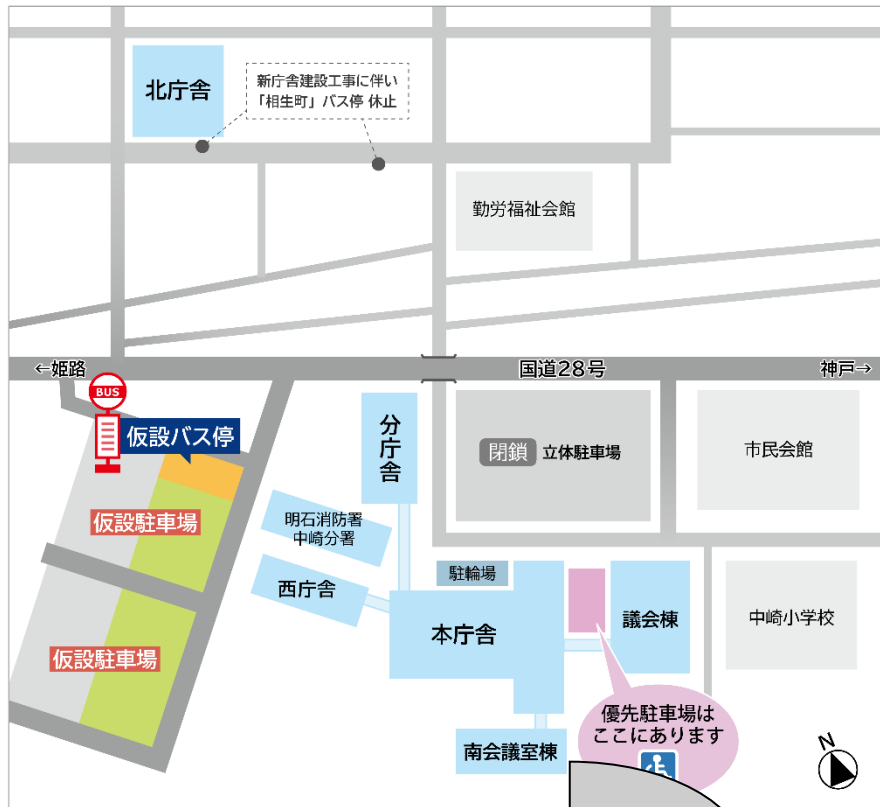 北庁舎
新庁舎建設工事に伴い
「相生町」バス停 休止
勤労福祉会館
←姫路
国道28号
神戸→
BUS
仮設バス停
分庁舎
閉鎖 立体駐車場
市民会館
仮設駐車場
明石消防署
中崎分署
西庁舎
駐輪場
本庁舎
議会棟
中崎小学校
仮設駐車場
優先駐車場は
ここにあります
南会議室棟
N